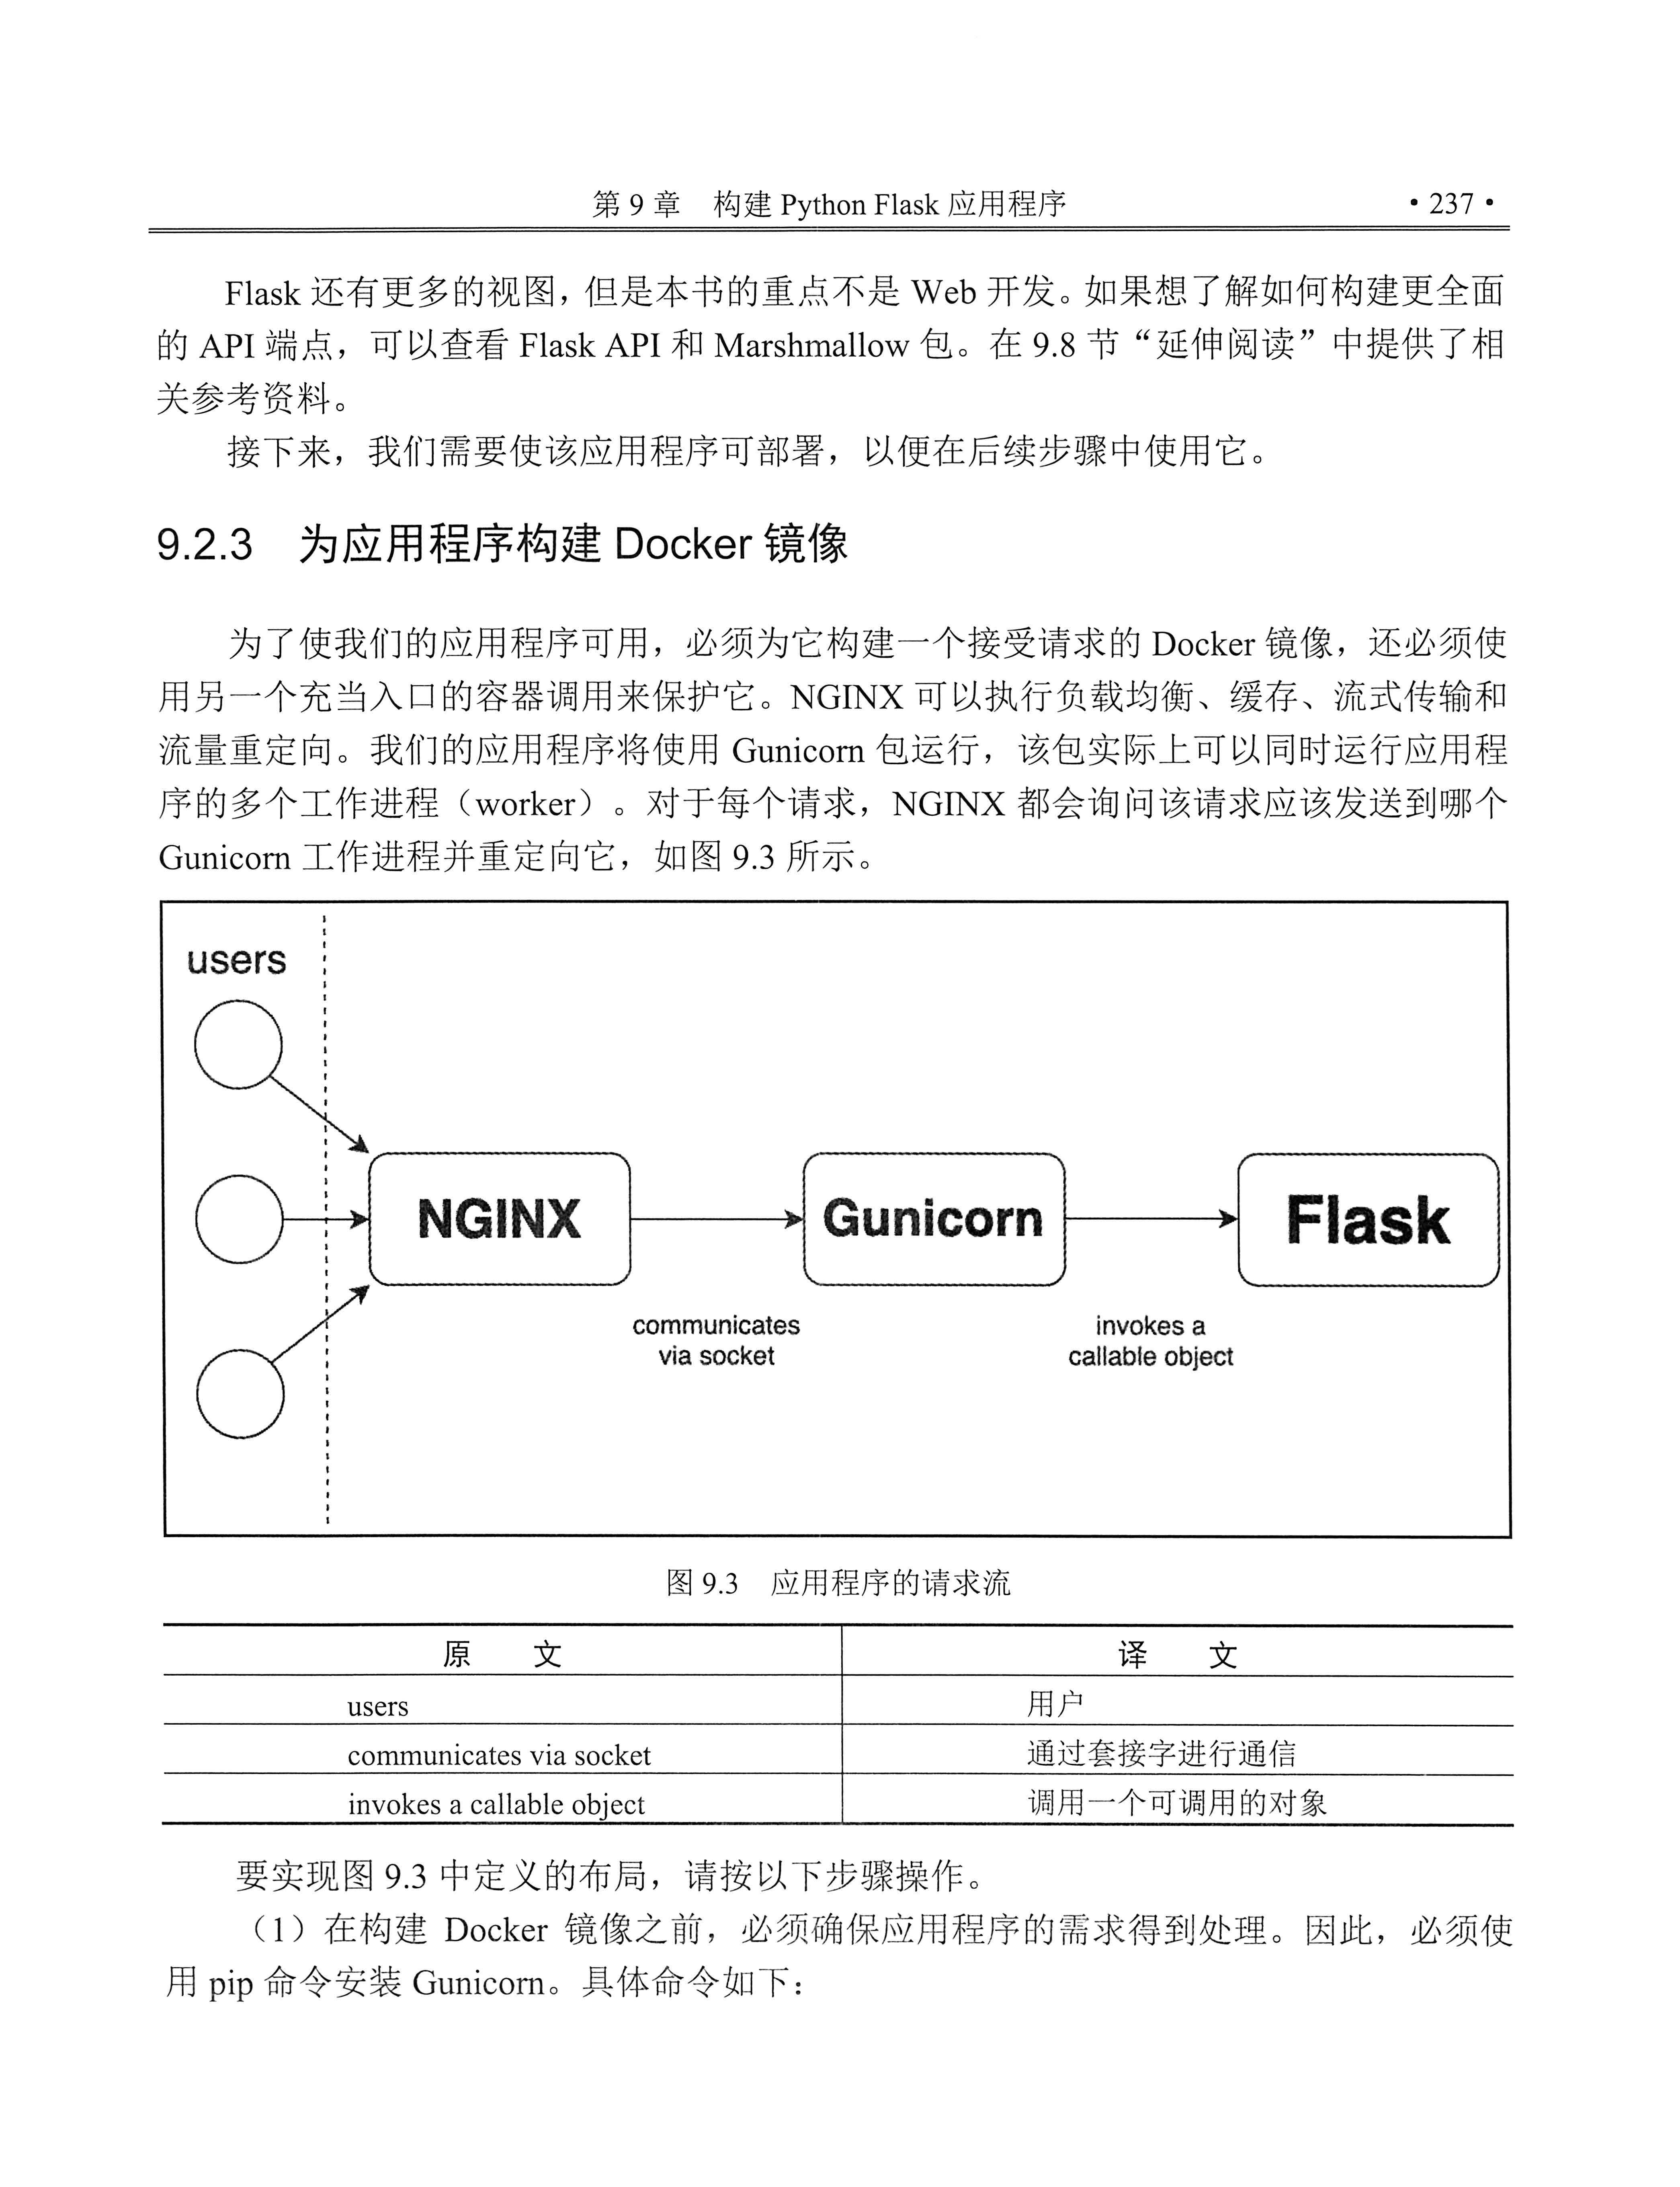 第 9 章　构建 Python Flask 应用程序　• 237 •
Flask 还有更多的视图，但是本书的重点不是 Web 开发。如果想了解如何构建更全面
的 API 端点，可以查看 Flask API 和 Marshmallow 包。在 9.8 节“延伸阅读”中提供了相
关参考资料。
接下来，我们需要使该应用程序可部署，以便在后续步骤中使用它。
9.2.3　为应用程序构建 Docker 镜像
为了使我们的应用程序可用，必须为它构建一个接受请求的 Docker 镜像，还必须使
用另一个充当入口的容器调用来保护它。NGINX 可以执行负载均衡、缓存、流式传输和
流量重定向。我们的应用程序将使用 Gunicorn 包运行，该包实际上可以同时运行应用程
序的多个工作进程（worker）。对于每个请求，NGINX 都会询问该请求应该发送到哪个
Gunicorn 工作进程并重定向它，如图 9.3 所示。
users
NGINX
Gunicorn
Flask
communicates
via socket
invokes a
callable object
图 9.3　应用程序的请求流
原　文　译　文
users　用户
communicates via socket　通过套接字进行通信
invokes a callable object　调用一个可调用的对象
要实现图 9.3 中定义的布局，请按以下步骤操作。
（1）在构建 Docker 镜像之前，必须确保应用程序的需求得到处理。因此，必须使
用 pip 命令安装 Gunicorn。具体命令如下：